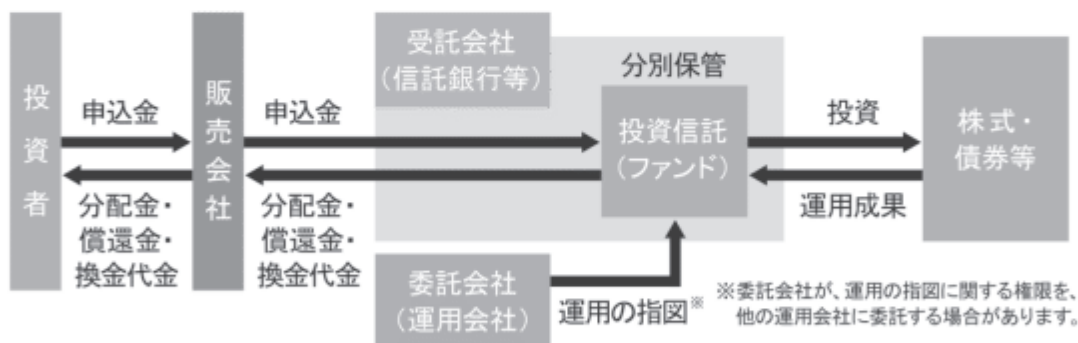 投資者
申込金
分配金・
償還金・
換金代金
販売会社
申込金
分配金・
償還金・
換金代金
受託会社
(信託銀行等)
分別保管
投資信託
(ファンド)
委託会社
(運用会社)
運用の指図※
投資
運用成果
株式・
債券等
※委託会社が、運用の指図に関する権限を、
他の運用会社に委託する場合があります。